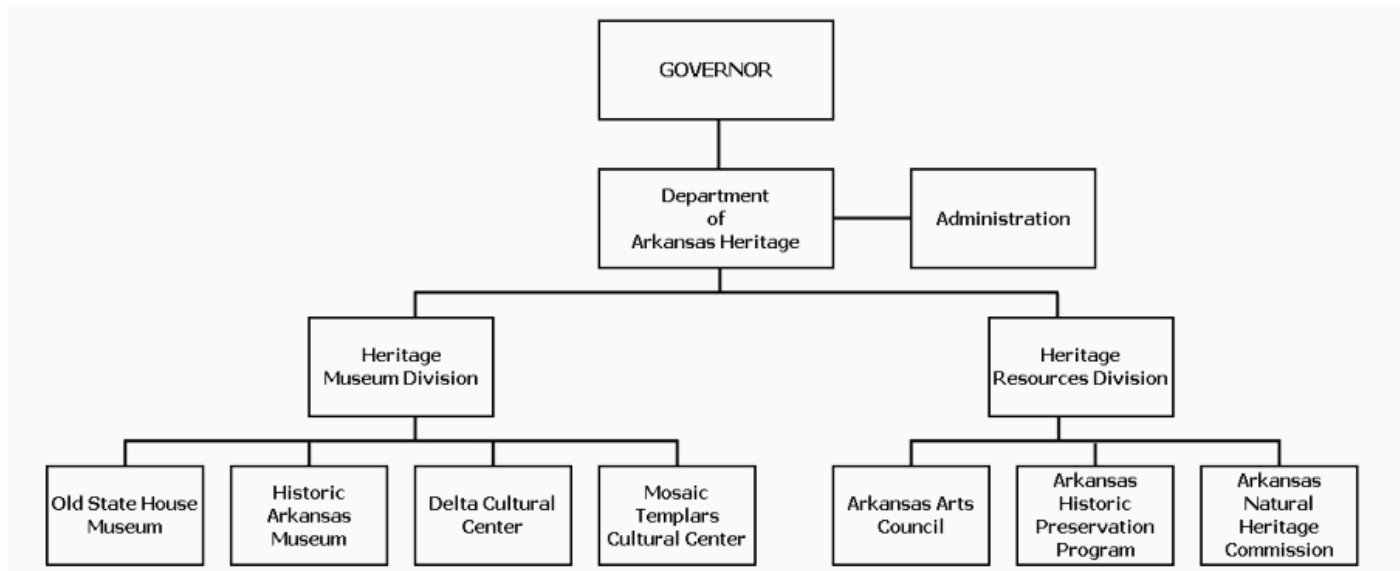 GOVERNOR
Department
of
Arkansas Heritage
Administration
Heritage
Museum Division
Heritage
Resources Division
Old State House
Museum
Historic
Arkansas
Museum
Delta Cultural
Center
Mosaic
Templars
Cultural Center
Arkansas Arts
Council
Arkansas
Historic
Preservation
Program
Arkansas
Natural
Heritage
Commission